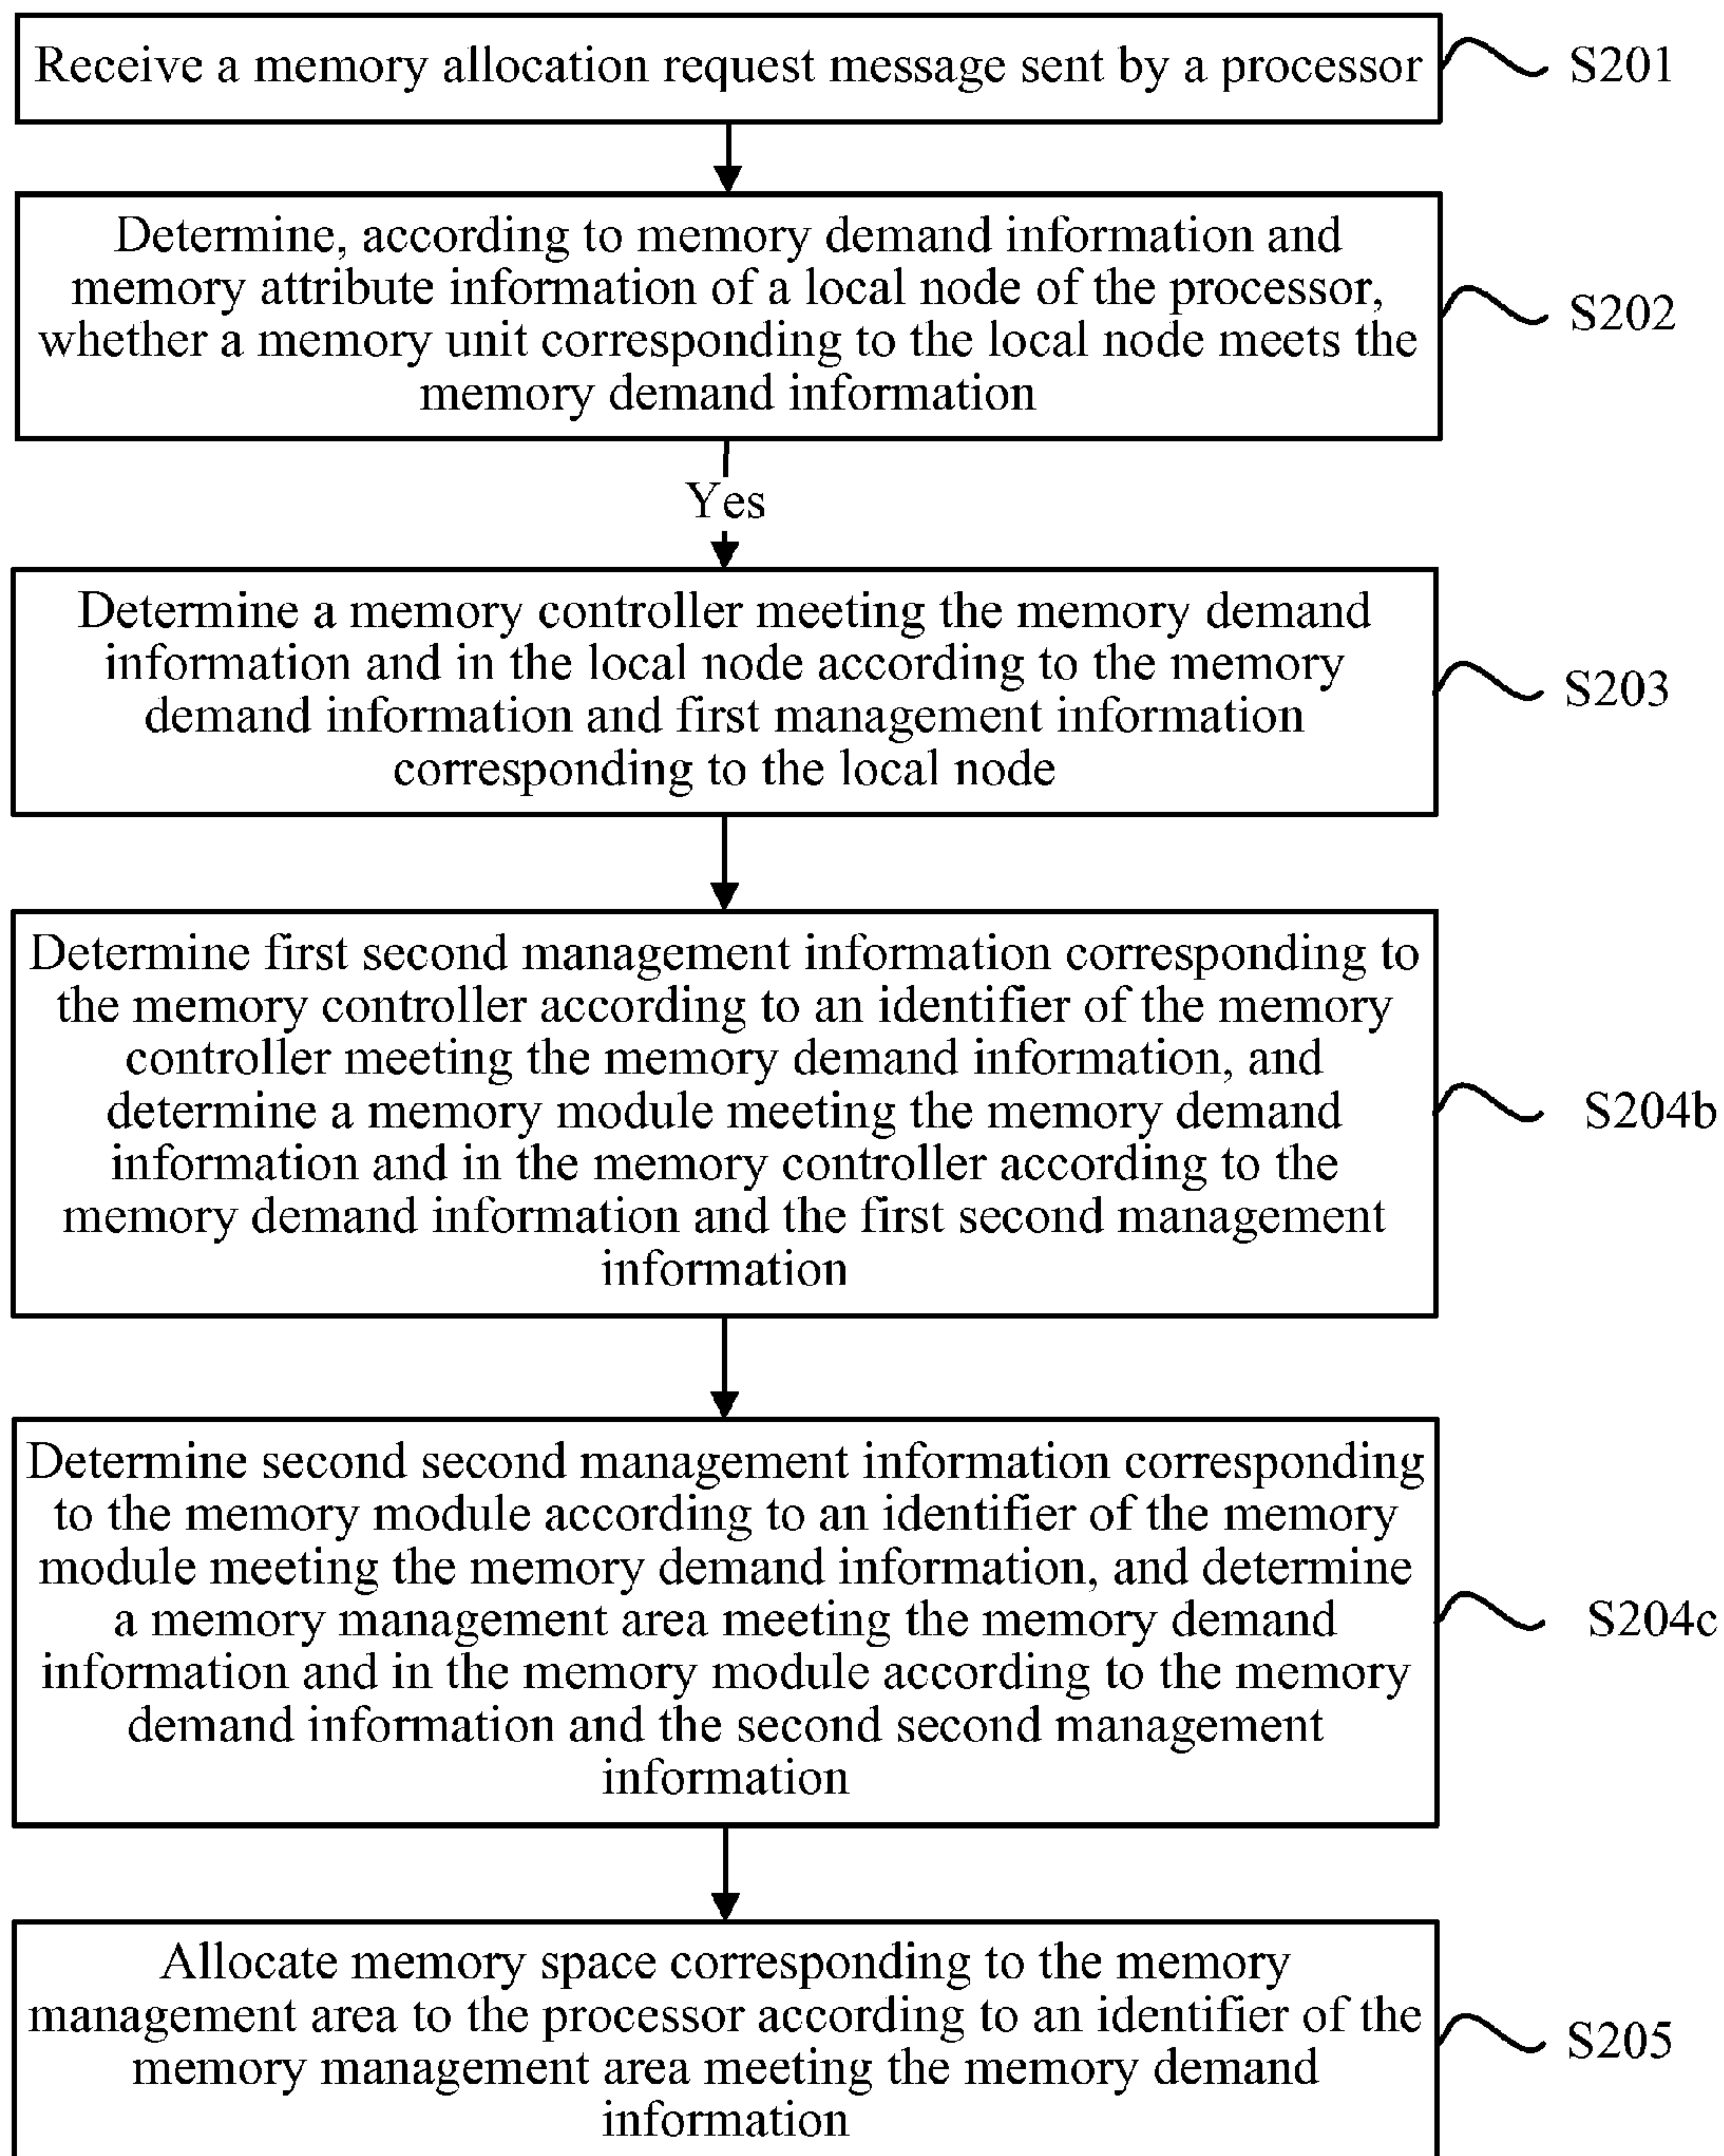 Receive a memory allocation request message sent by a processor
S201
Determine, according to memory demand information and
memory attribute information of a local node of the processor,
whether a memory unit corresponding to the local node meets the
memory demand information
S202
Yes
Determine a memory controller meeting the memory demand
information and in the local node according to the memory
demand information and first management information
corresponding to the local node
S203
Determine first second management information corresponding to
the memory controller according to an identifier of the memory
controller meeting the memory demand information, and
determine a memory module meeting the memory demand
information and in the memory controller according to the
memory demand information and the first second management
information
S204b
Determine second second management information corresponding
to the memory module according to an identifier of the memory
module meeting the memory demand information, and determine
a memory management area meeting the memory demand
information and in the memory module according to the memory
demand information and the second second management
information
S204c
Allocate memory space corresponding to the memory
management area to the processor according to an identifier of the
memory management area meeting the memory demand
information
S205